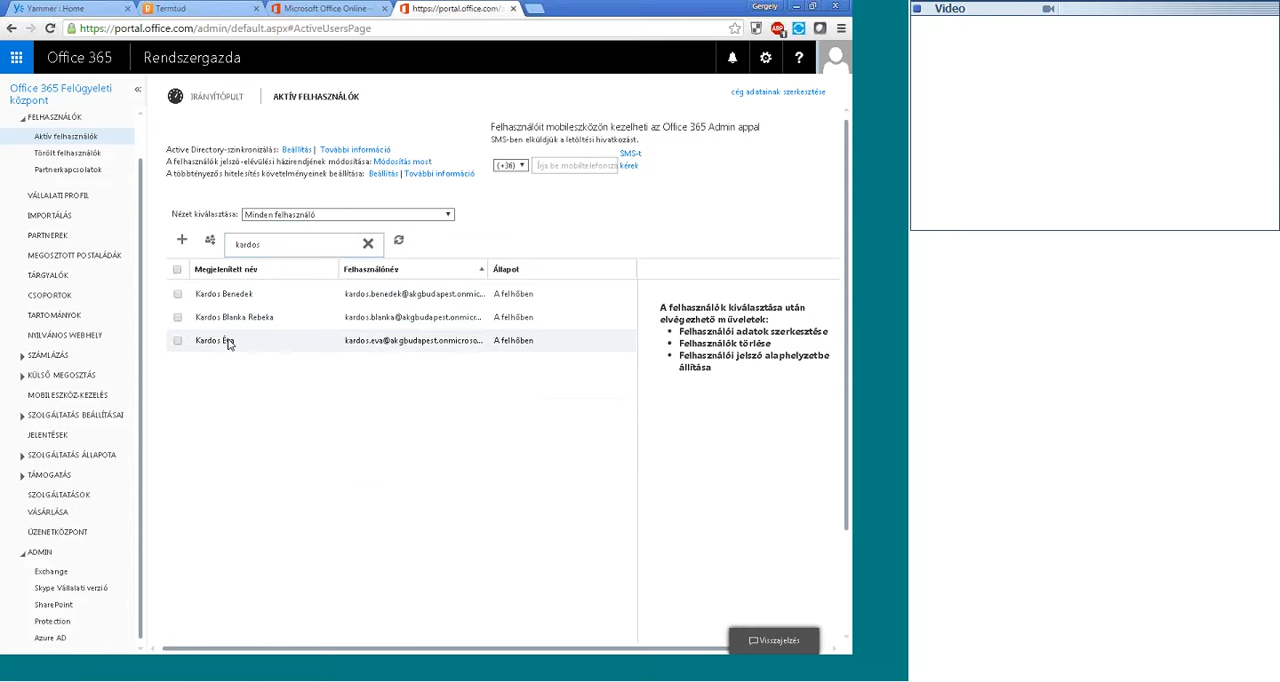 Yammer : Home
Termtud
Microsoft Office Online –
https://portal.office.com/
Gergely
https://portal.office.com/admin/default.aspx#ActiveUsersPage
Office 365
Rendszergazda
?
Video
Office 365 Felügyeleti
központ
«
FELHASZNÁLÓK
Aktív felhasználók
Törölt felhasználók
Partnerkapcsolatok
VÁLLALATI PROFIL
IMPORTÁLÁS
PARTNEREK
MEGOSZTOTT POSTALÁDÁK
TÁRGYALÓK
CSOPORTOK
TARTOMÁNYOK
NYILVÁNOS WEBHELY
SZÁMLÁZÁS
KÜLSŐ MEGOSZTÁS
MOBILESZKÖZ-KEZELÉS
SZOLGÁLTATÁS BEÁLLÍTÁSAI
JELENTÉSEK
SZOLGÁLTATÁS ÁLLAPOTA
TÁMOGATÁS
SZOLGÁLTATÁSOK
VÁSÁRLÁSA
ÜZENETKÖZPONT
ADMIN
Exchange
Skype Vállalati verzió
SharePoint
Protection
Azure AD
IRÁNYÍTÓPULT
AKTÍV FELHASZNÁLÓK
cég adatainak szerkesztése
Felhasználóit mobileszközön kezelheti az Office 365 Admin appal
SMS-ben elküldjük a letöltési hivatkozást.
(+36)
Írja be mobiltelefonszá
SMS-t
kérek
Active Directory-szinkronizálás: Beállítás | További információ
A felhasználók jelszó-elévülési házirendjének módosítása: Módosítás most
A többtényezős hitelesítés követelményeinek beállítása: Beállítás | További információ
Nézet kiválasztása: Minden felhasználó
kardos
Megjelenített név Felhasználónév Állapot
Kardos Benedek kardos.benedek@akgbudapest.onmic... A felhőben
Kardos Blanka Rebeka kardos.blanka@akgbudapest.onmicr... A felhőben
Kardos Éva kardos.eva@akgbudapest.onmicroso... A felhőben
A felhasználók kiválasztása után
elvégezhető műveletek:
Felhasználói adatok szerkesztése
Felhasználók törlése
Felhasználói jelszó alaphelyzetbe
állítása
Visszajelzés